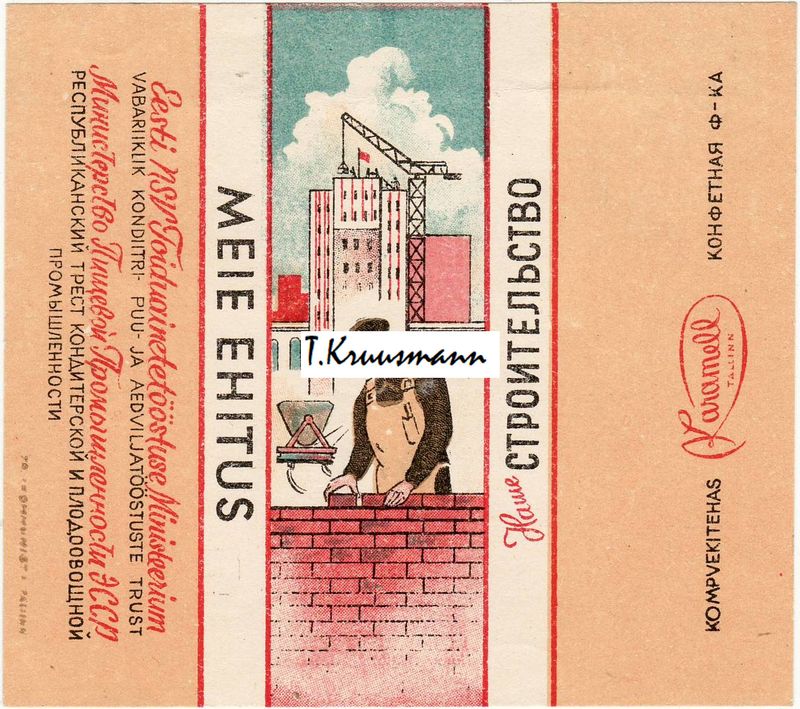 Eesti NSV Toiduainetetööstuse Ministeerium
VABARIIKLIK KONDIITRI- PUU- JA AEDVILJATÖÖSTUSTE TRUST
Министерство Пищевой Промышленности ЭССР
РЕСПУБЛИКАНСКИЙ ТРЕСТ КОНДИТЕРСКОЙ И ПЛОДООВОЩНОЙ
ПРОМЫШЛЕННОСТИ
MEIE EHITUS
T.Kruusmann
Наше СТРОИТЕЛЬСТВО
Karamell
TALLINN
KOMPVEKITEHAS
КОНФЕТНАЯ Ф-КА